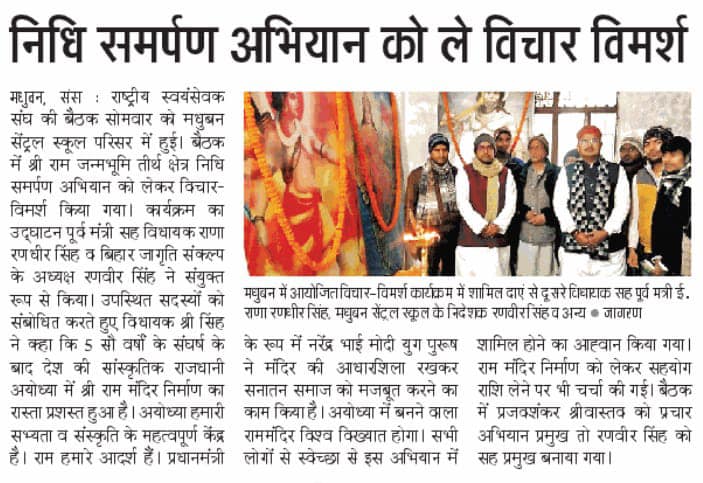 निधि समर्पण अभियान को ले विचार विमर्श
मधुबन, संस : राष्ट्रीय स्वयंसेवक
संघ की बैठक सोमवार को मधुबन
सेंट्रल स्कूल परिसर में हुई। बैठक
में श्री राम जन्मभूमि तीर्थ क्षेत्र निधि
समर्पण अभियान को लेकर विचार-
विमर्श किया गया। कार्यक्रम का
उद्घाटन पूर्व मंत्री सह विधायक राणा
रणधीर सिंह व बिहार जागृति संकल्प
के अध्यक्ष रणवीर सिंह ने संयुक्त
रूप से किया। उपस्थित सदस्यों को
संबोधित करते हुए विधायक श्री सिंह
ने कहा कि 5 सौ वर्षों के संघर्ष के
बाद देश की सांस्कृतिक राजधानी
अयोध्या में श्री राम मंदिर निर्माण का
रास्ता प्रशस्त हुआ है। अयोध्या हमारी
सभ्यता व संस्कृति के महत्वपूर्ण केंद्र
है। राम हमारे आदर्श हैं। प्रधानमंत्री
मधुबन में आयोजित विचार-विमर्श कार्यक्रम में शामिल दाएं से दूसरे विधायक सह पूर्व मंत्री ई.
राणा रणधीर सिंह, मधुबन सेंट्रल स्कूल के निदेशक रणवीर सिंह व अन्य ● जागरण
के रूप में नरेंद्र भाई मोदी युग पुरूष
ने मंदिर की आधारशिला रखकर
सनातन समाज को मजबूत करने का
काम किया है। अयोध्या में बनने वाला
राममंदिर विश्व विख्यात होगा। सभी
लोगों से स्वेच्छा से इस अभियान में
शामिल होने का आह्वान किया गया।
राम मंदिर निर्माण को लेकर सहयोग
राशि लेने पर भी चर्चा की गई। बैठक
में प्रजवशंकर श्रीवास्तव को प्रचार
अभियान प्रमुख तो रणवीर सिंह को
सह प्रमुख बनाया गया।